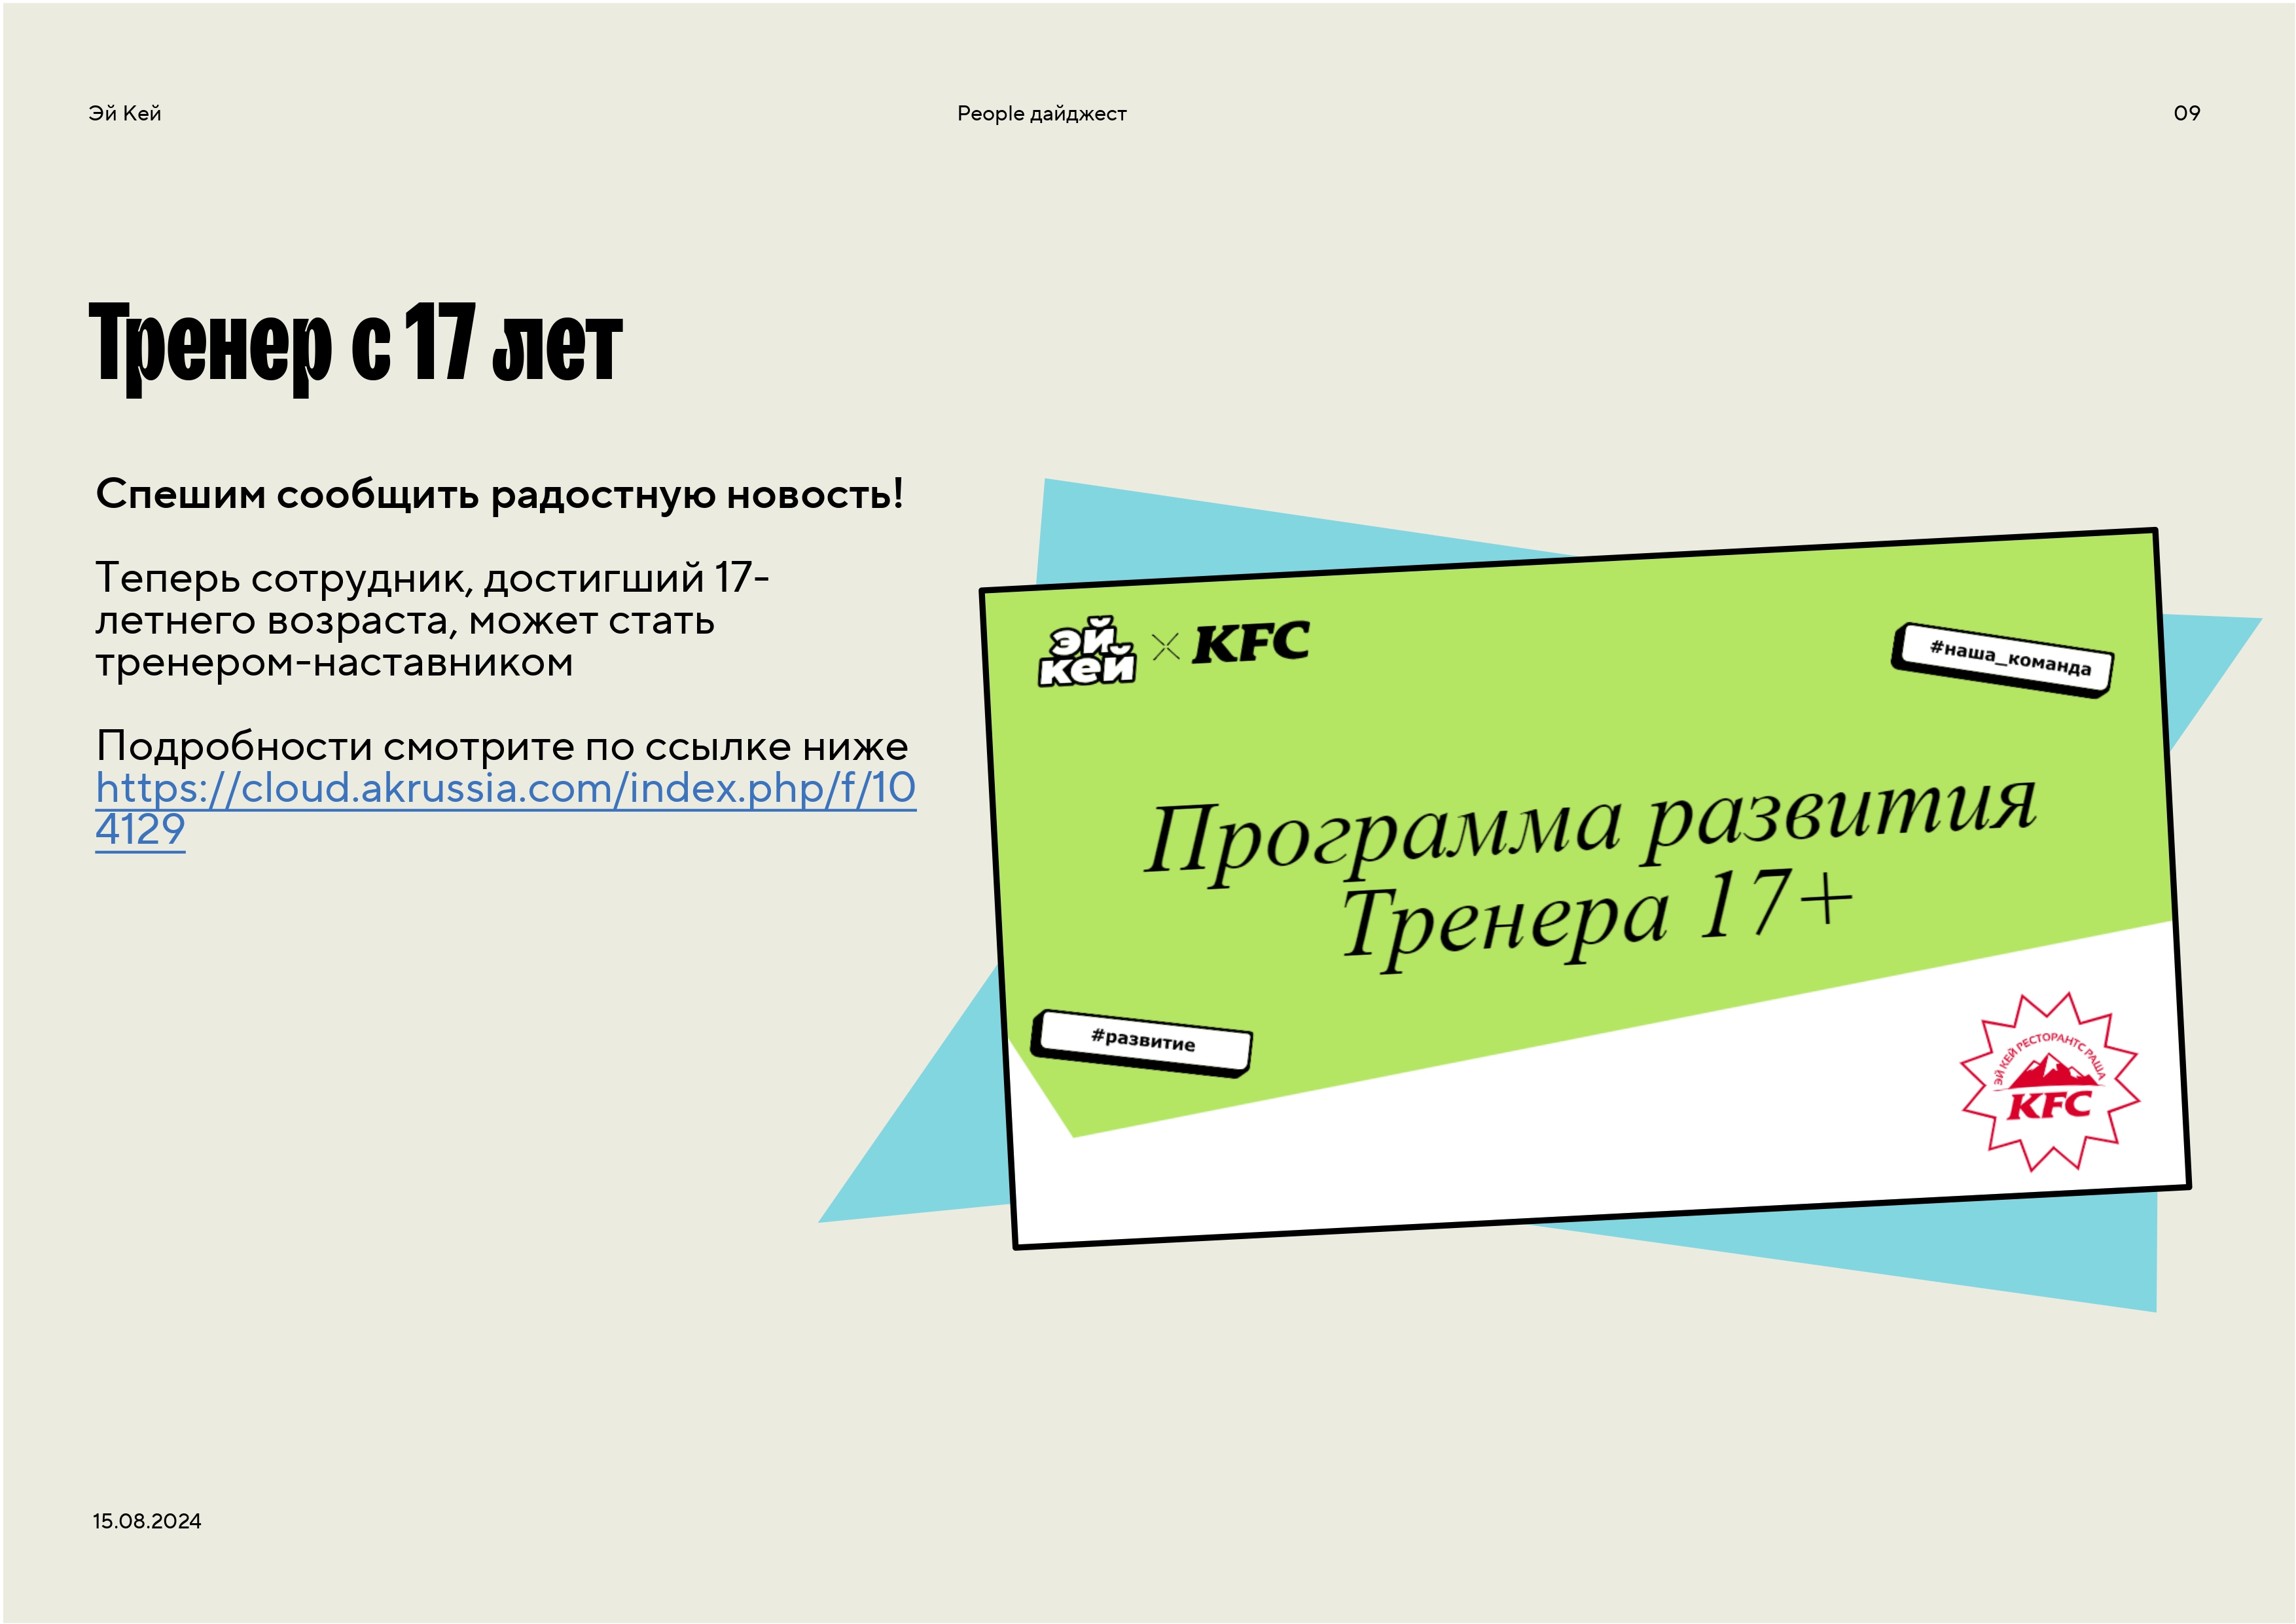 Эй Кей
People дайджест
09
Тренер с 17 лет
Спешим сообщить радостную новость!
Теперь сотрудник, достигший 17-
летнего возраста, может стать
тренером-наставником
Подробности смотрите по ссылке ниже
https://cloud.akrussia.com/index.php/f/10
4129
эй
кей
KFC
#наша_команда
Программа развития
Тренера 17+
#развитие
ЭЙ КЕЙ РЕСТОРАНТС РАША
KFC
15.08.2024